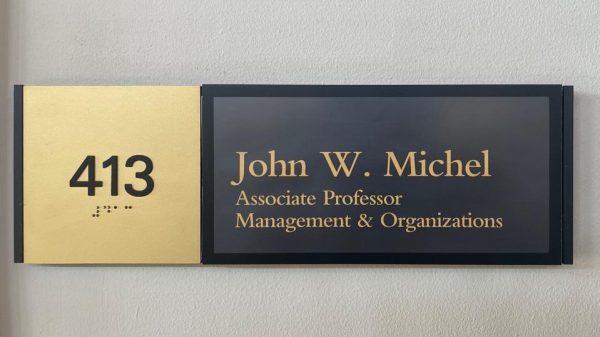 413
⠼⠙⠁⠉
John W. Michel
Associate Professor
Management & Organizations